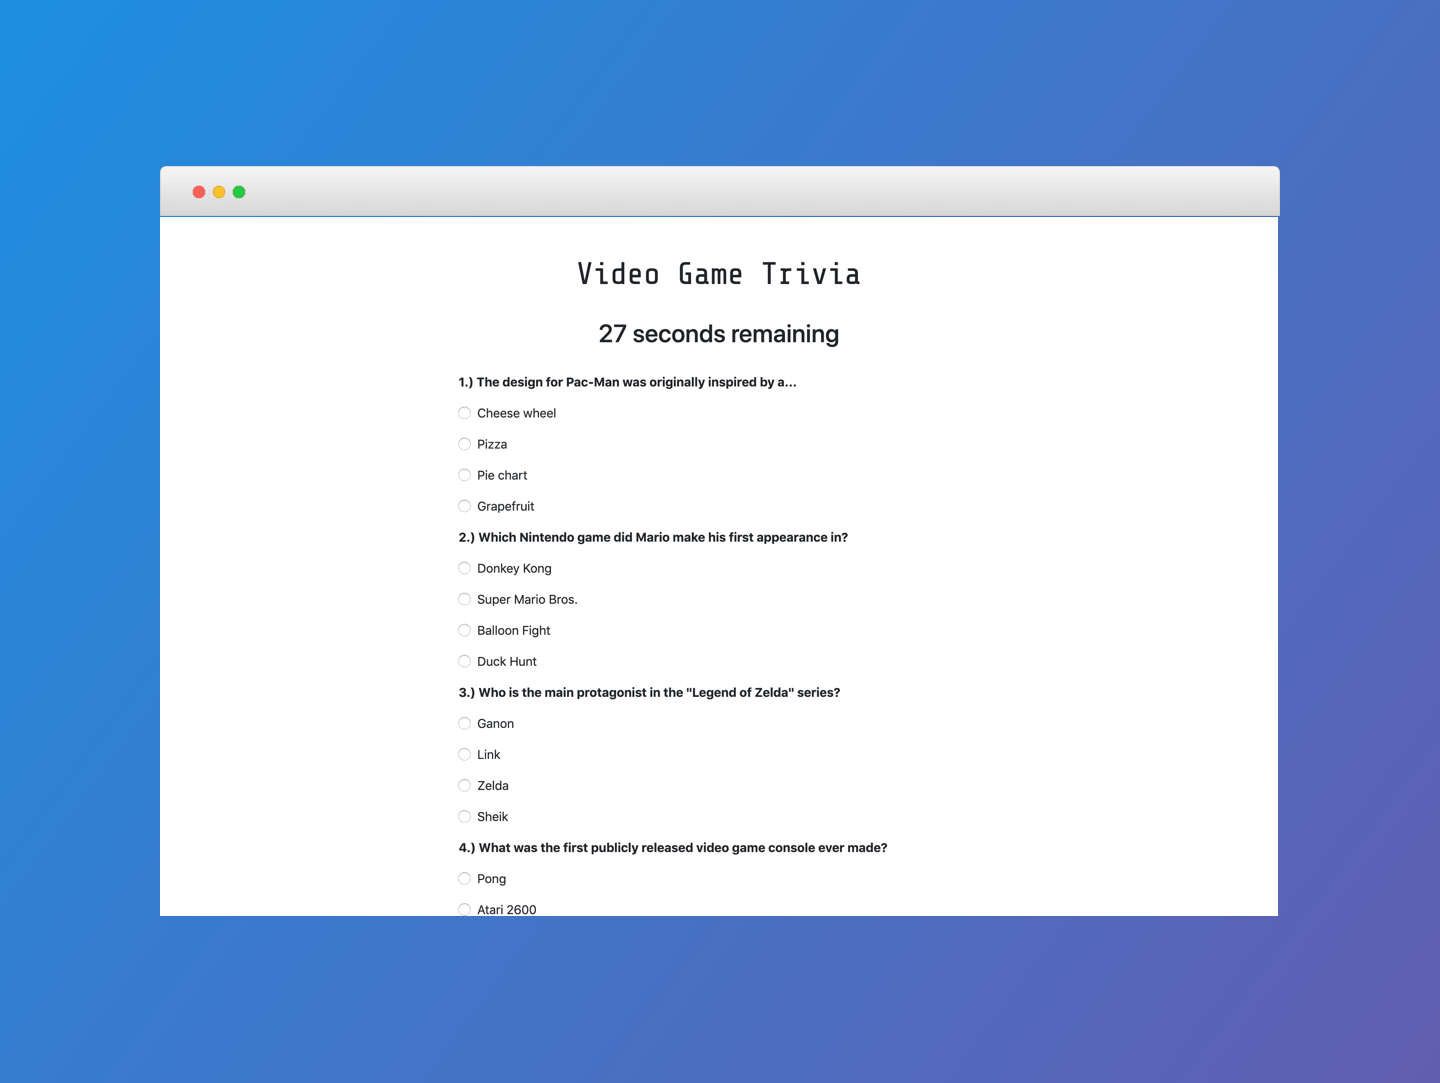 Video Game Trivia
27 seconds remaining
1.) The design for Pac-Man was originally inspired by a...
Cheese wheel
Pizza
Pie chart
Grapefruit
2.) Which Nintendo game did Mario make his first appearance in?
Donkey Kong
Super Mario Bros.
Balloon Fight
Duck Hunt
3.) Who is the main protagonist in the "Legend of Zelda" series?
Ganon
Link
Zelda
Sheik
4.) What was the first publicly released video game console ever made?
Pong
Atari 2600